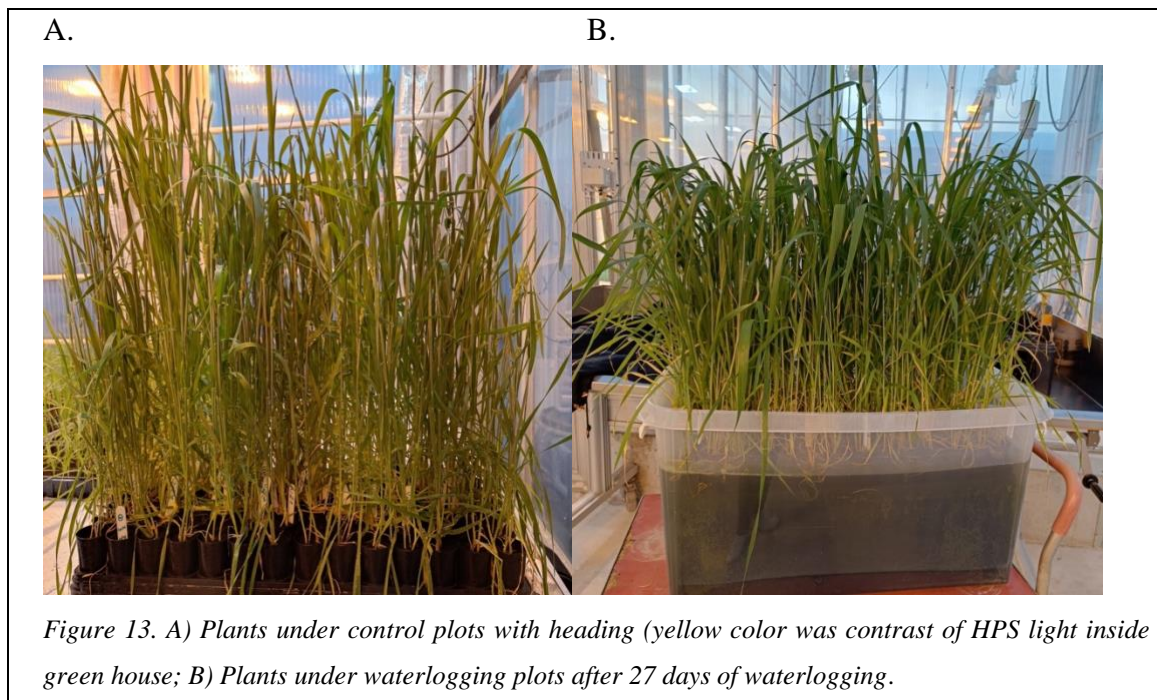 A. B.
Figure 13. A) Plants under control plots with heading (yellow color was contrast of HPS light inside
green house; B) Plants under waterlogging plots after 27 days of waterlogging.